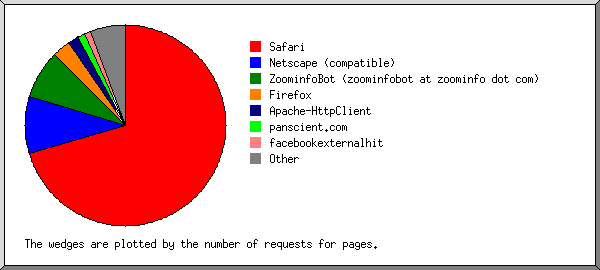 Safari
Netscape (compatible)
ZoominfoBot (zoominfobot at zoominfo dot com)
Firefox
Apache-HttpClient
panscient.com
facebookexternalhit
Other
The wedges are plotted by the number of requests for pages.